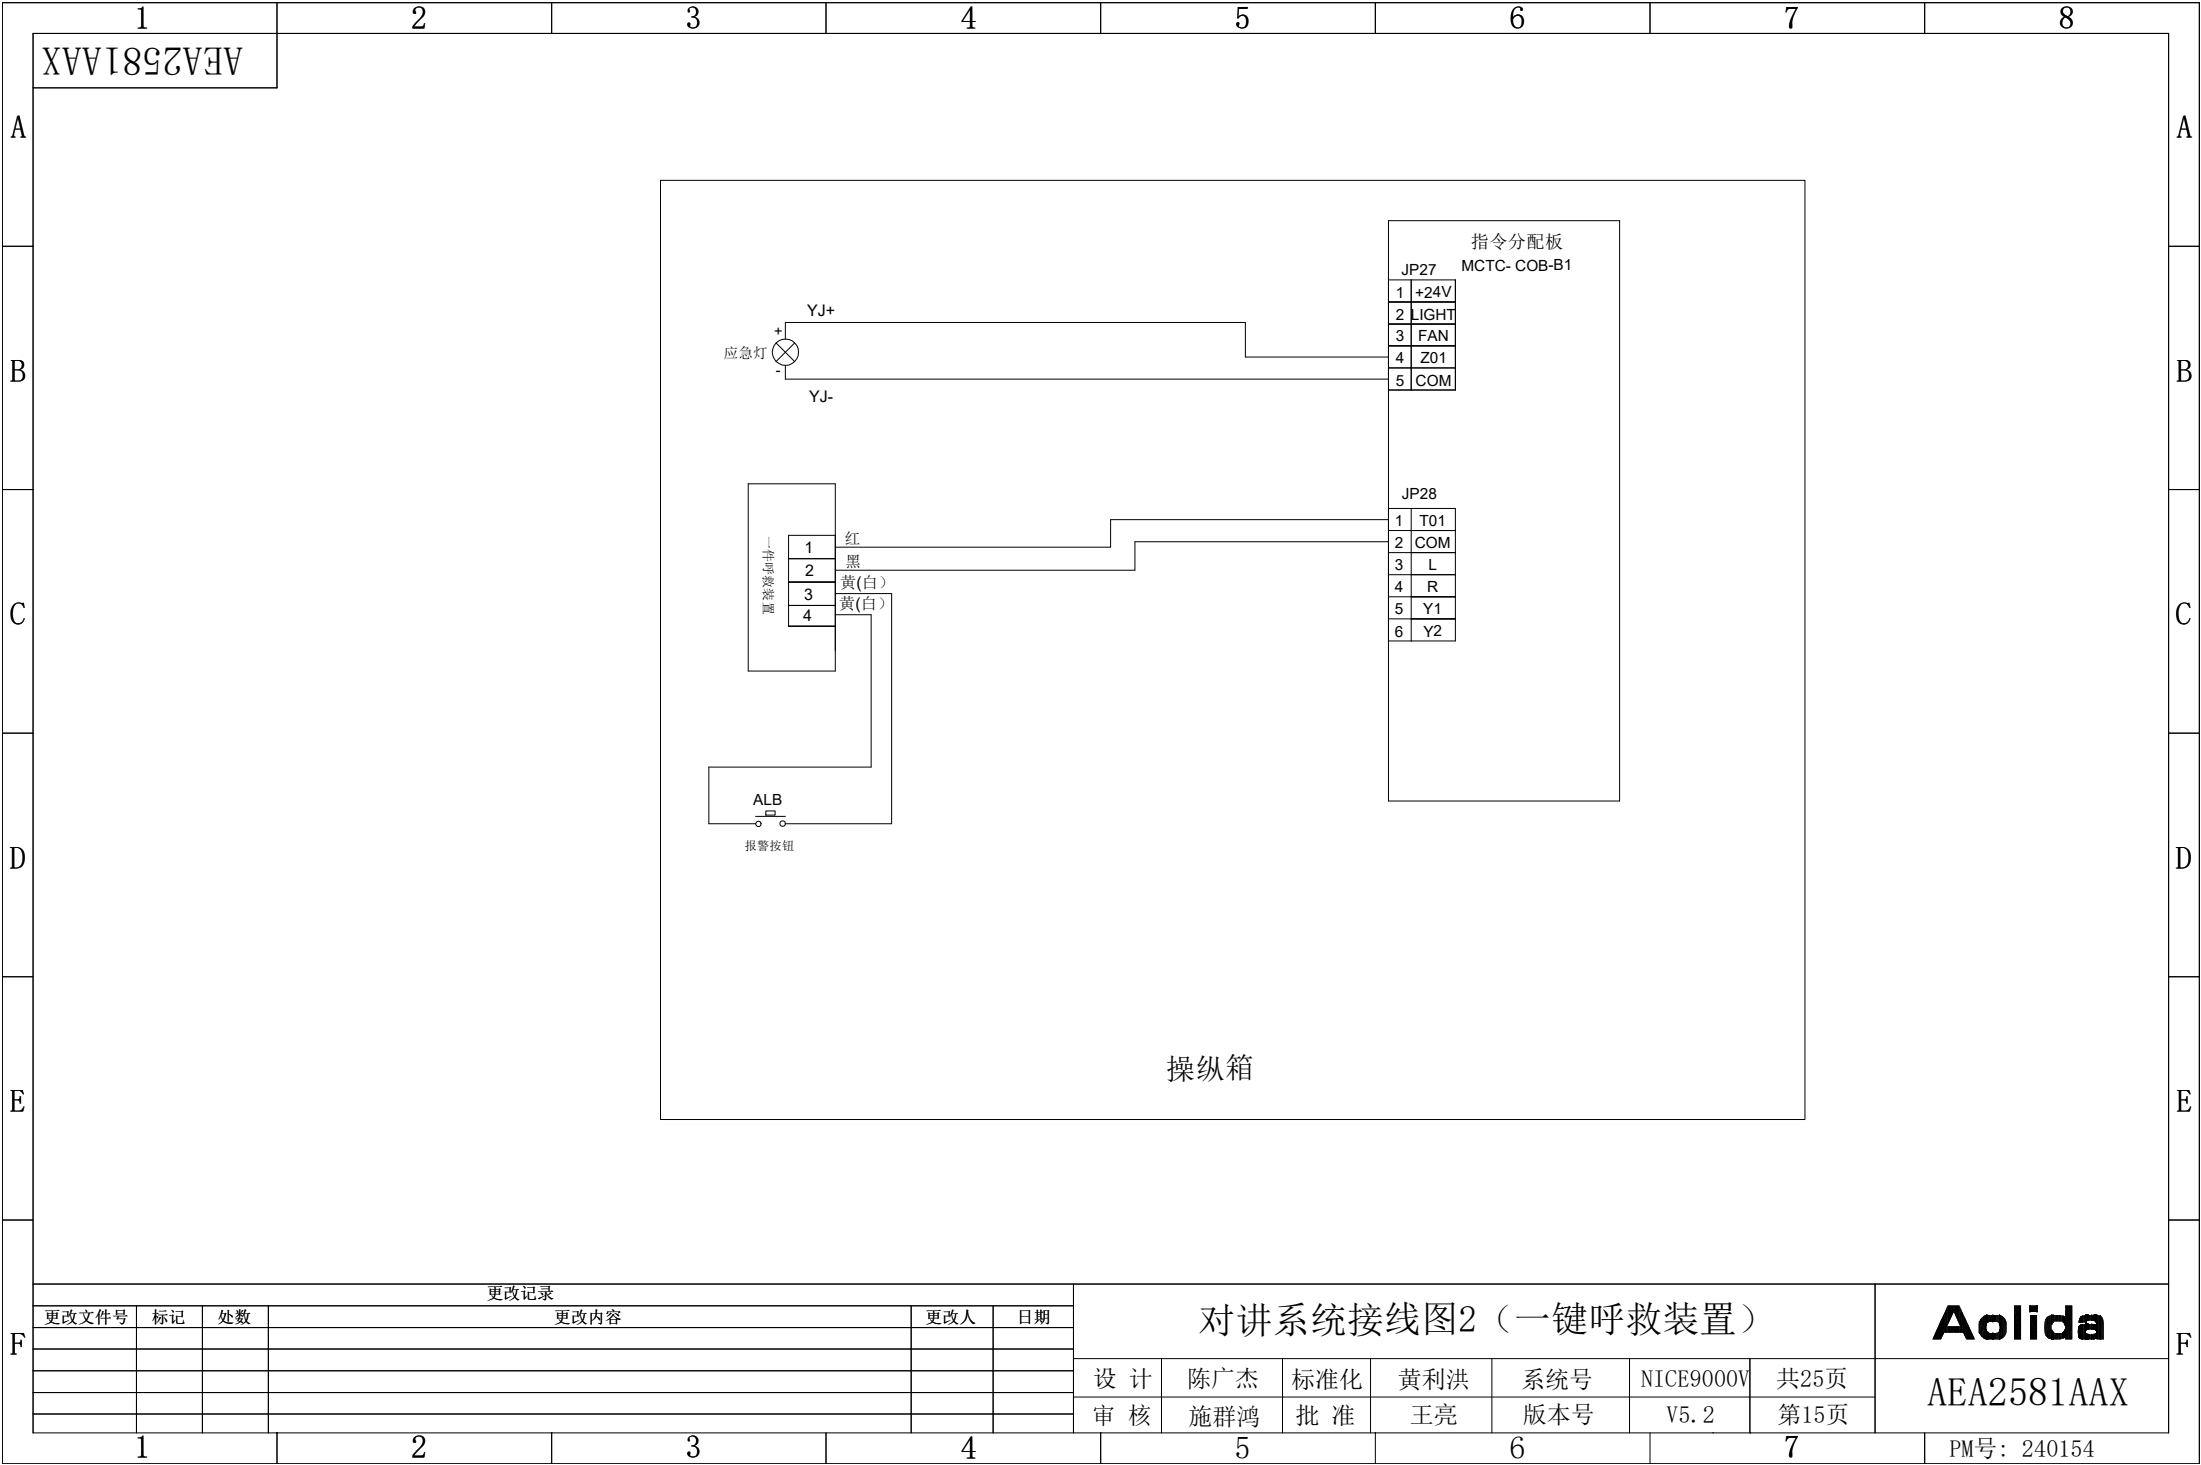 1 2 3 4 5 6 7 8
AEA2581AAX
A A
B B
C C
D D
E E
F F
指令分配板
MCTC- COB-B1
JP27
1 +24V
2 LIGHT
3 FAN
4 Z01
5 COM
YJ+
+
应急灯
-
YJ-
JP28
1 T01
2 COM
3 L
4 R
5 Y1
6 Y2
一件呼救装置
1 红
2 黑
3 黄(白)
4 黄(白)
ALB
报警按钮
操纵箱
更改记录
更改文件号 标记 处数 更改内容 更改人 日期
对讲系统接线图2（一键呼救装置）
Aolida
设 计 陈广杰 标准化 黄利洪 系统号 NICE9000V 共25页
审 核 施群鸿 批 准 王亮 版本号 V5.2 第15页
AEA2581AAX
1 2 3 4 5 6 7
PM号: 240154